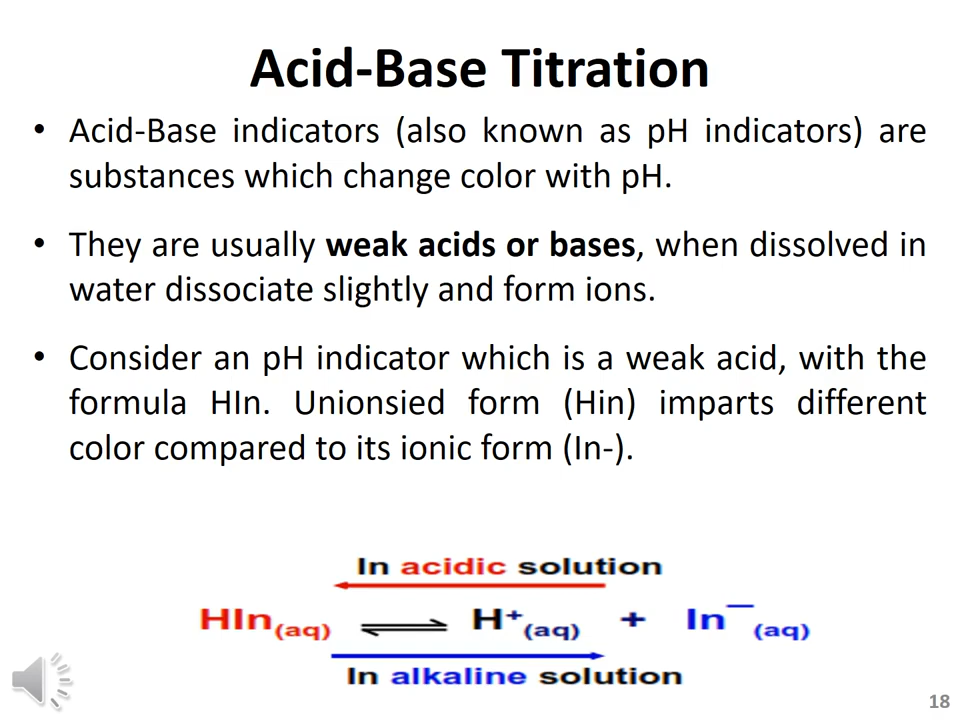 Acid-Base Titration
• Acid-Base indicators (also known as pH indicators) are
substances which change color with pH.
• They are usually weak acids or bases, when dissolved in
water dissociate slightly and form ions.
• Consider an pH indicator which is a weak acid, with the
formula HIn. Unionsied form (Hin) imparts different
color compared to its ionic form (In-).
In acidic solution
HIn(aq) ⇌ H⁺(aq) + In⁻(aq)
In alkaline solution
18